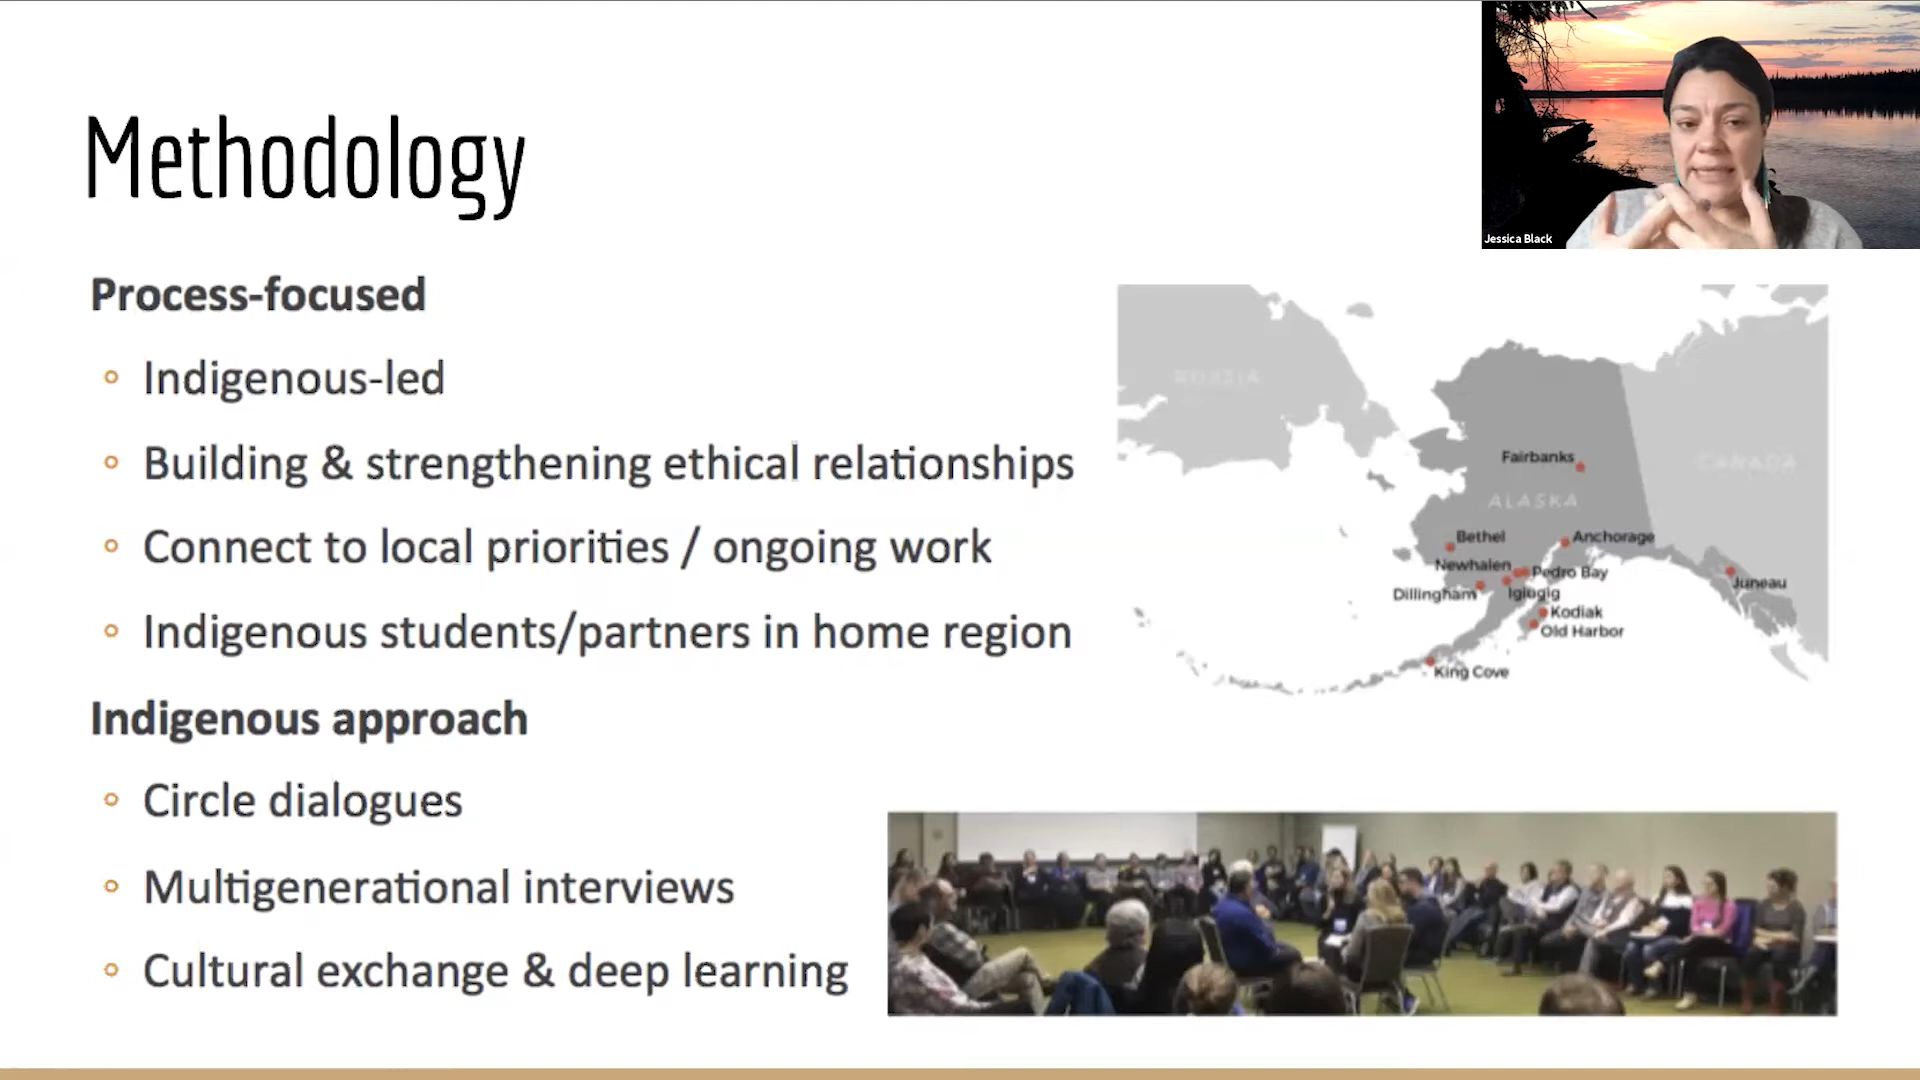 Methodology
Jessica Black
Process-focused
Indigenous-led
Building & strengthening ethical relationships
Connect to local priorities / ongoing work
Indigenous students/partners in home region
Indigenous approach
Circle dialogues
Multigenerational interviews
Cultural exchange & deep learning
RUSSIA
CANADA
ALASKA
Fairbanks
Bethel
Anchorage
Newhalen
Pedro Bay
Dillingham
Igiugig
Juneau
Kodiak
Old Harbor
King Cove